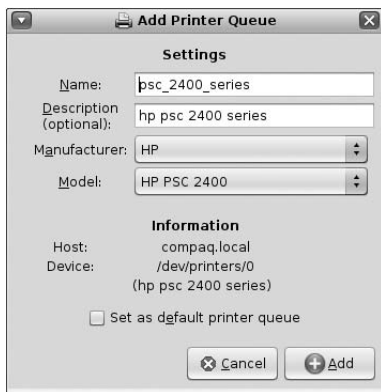 Add Printer Queue
Settings
Name: psc_2400_series
Description (optional): hp psc 2400 series
Manufacturer: HP
Model: HP PSC 2400
Information
Host: compaq.local
Device: /dev/printers/0
(hp psc 2400 series)
Set as default printer queue
Cancel Add